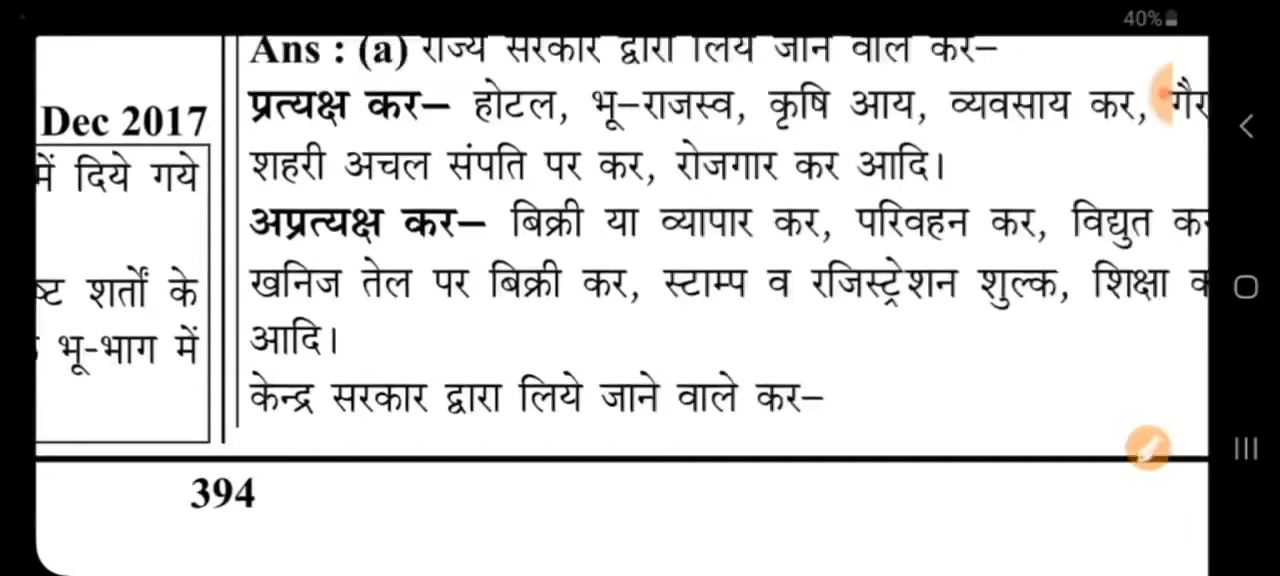 40%
Ans : (a) राज्य सरकार द्वारा लिये जाने वाले कर–
प्रत्यक्ष कर– होटल, भू–राजस्व, कृषि आय, व्यवसाय कर, गैर
शहरी अचल संपति पर कर, रोजगार कर आदि।
अप्रत्यक्ष कर– बिक्री या व्यापार कर, परिवहन कर, विद्युत
खनिज तेल पर बिक्री कर, स्टाम्प व रजिस्ट्रेशन शुल्क, शिक्षा
आदि।
केन्द्र सरकार द्वारा लिये जाने वाले कर–
Dec 2017
में दिये गये
शर्तों के
भू-भाग में
394